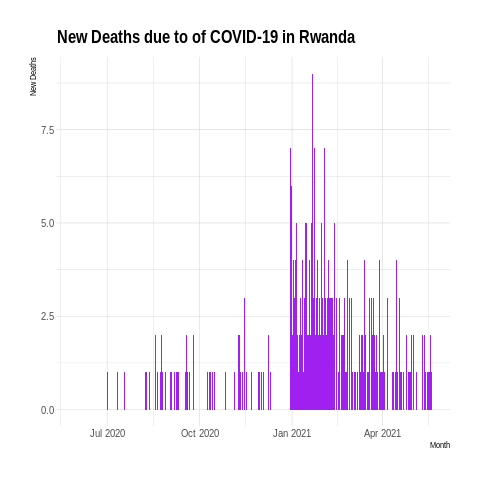 New Deaths due to of COVID-19 in Rwanda
New Deaths
7.5
5.0
2.5
0.0
Jul 2020 Oct 2020 Jan 2021 Apr 2021
Month